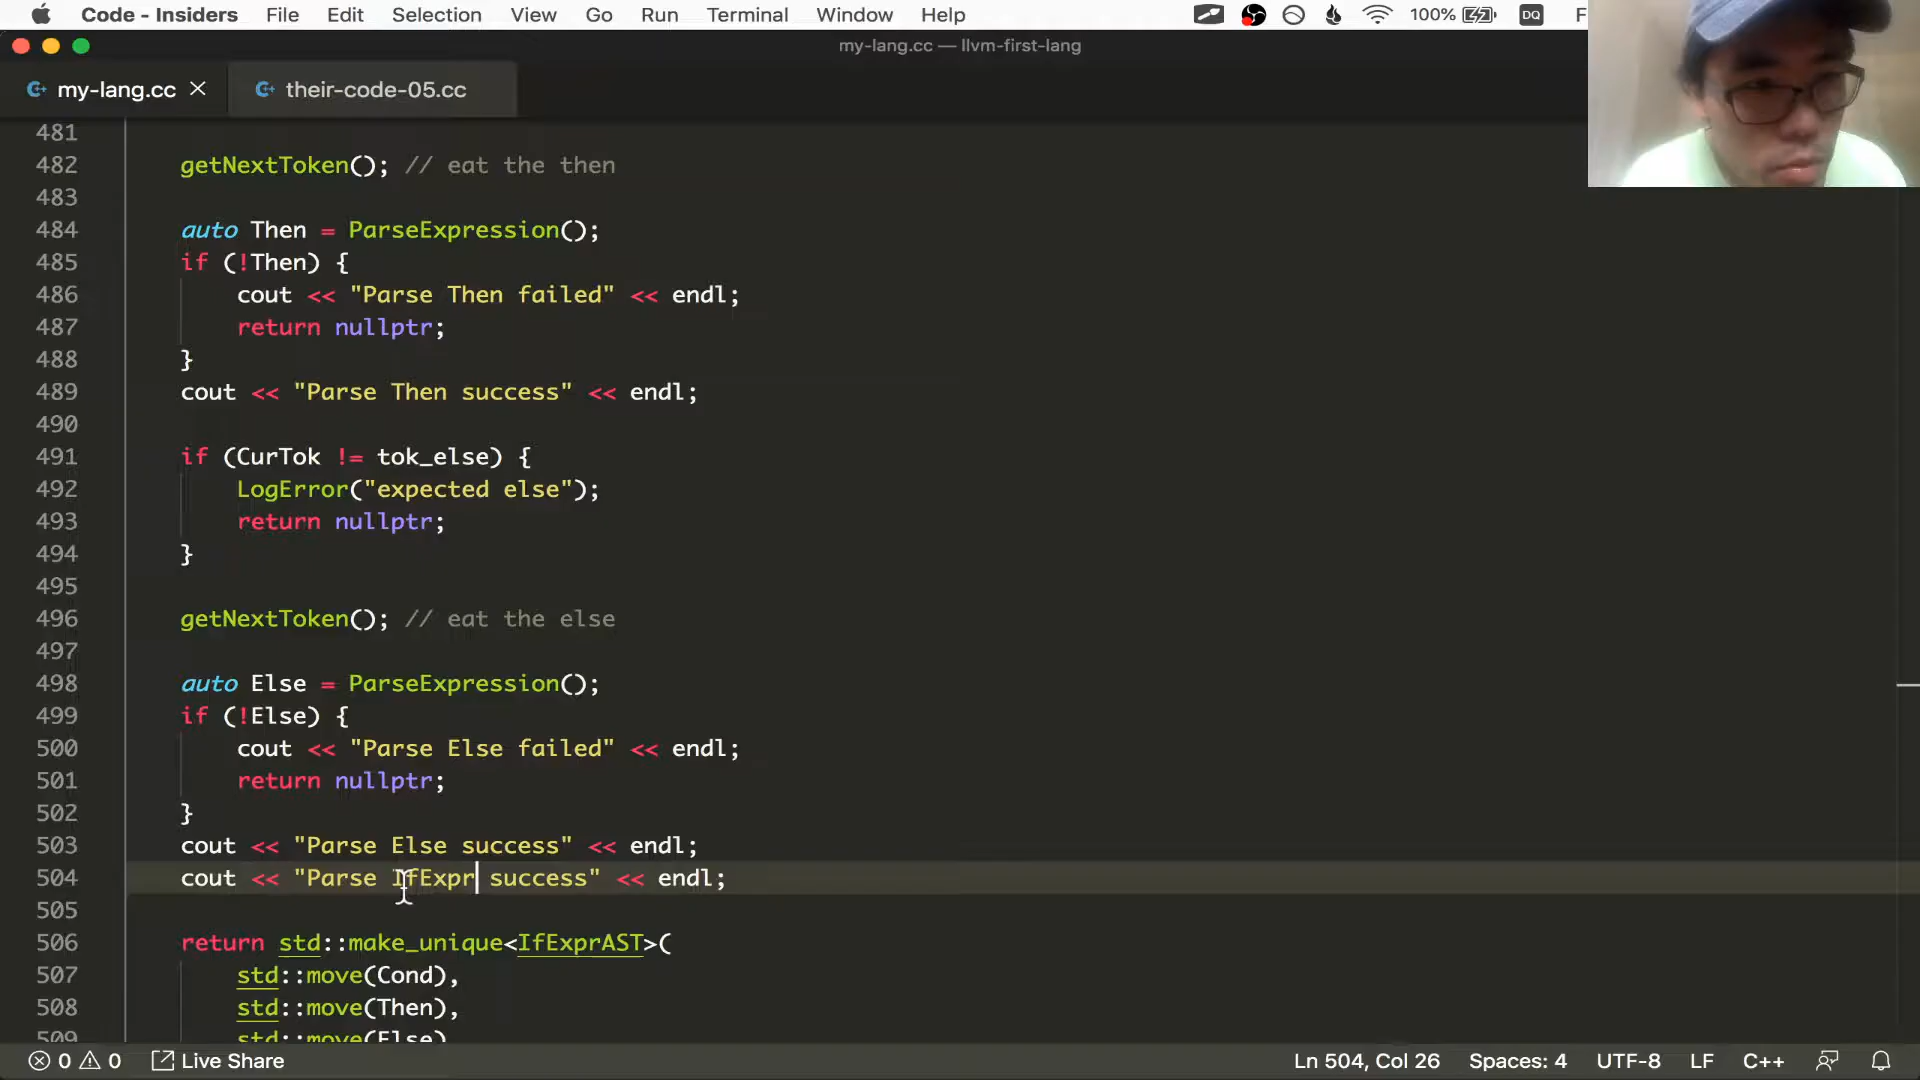 Code - Insiders File Edit Selection View Go Run Terminal Window Help 100% DQ F
my-lang.cc — llvm-first-lang
my-lang.cc their-code-05.cc
481
482 getNextToken(); // eat the then
483
484 auto Then = ParseExpression();
485 if (!Then) {
486 cout << "Parse Then failed" << endl;
487 return nullptr;
488 }
489 cout << "Parse Then success" << endl;
490
491 if (CurTok != tok_else) {
492 LogError("expected else");
493 return nullptr;
494 }
495
496 getNextToken(); // eat the else
497
498 auto Else = ParseExpression();
499 if (!Else) {
500 cout << "Parse Else failed" << endl;
501 return nullptr;
502 }
503 cout << "Parse Else success" << endl;
504 cout << "Parse IfExpr success" << endl;
505
506 return std::make_unique<IfExprAST>(
507 std::move(Cond),
508 std::move(Then),
509 std::move(Else)
0 0 Live Share Ln 504, Col 26 Spaces: 4 UTF-8 LF C++